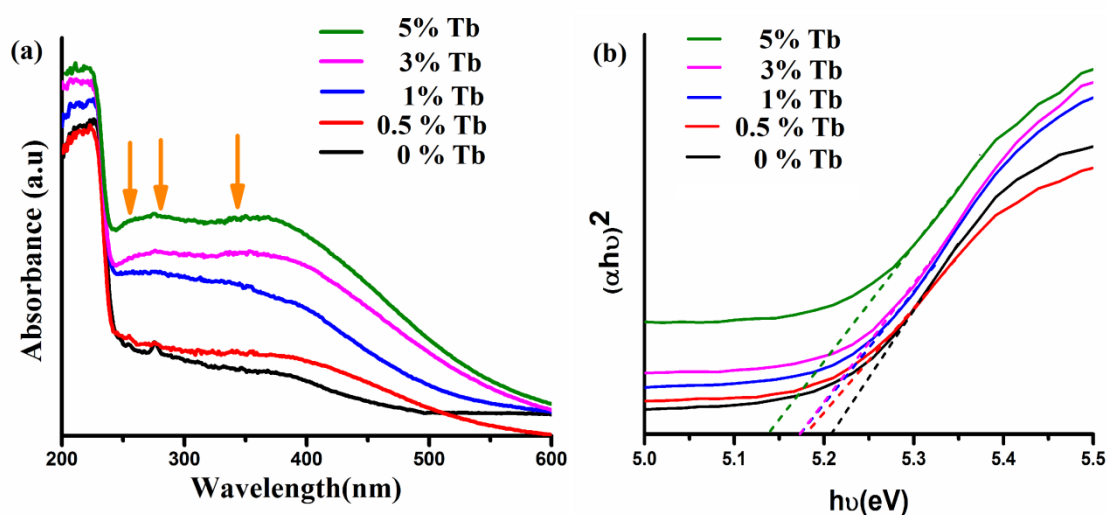 (a)
5% Tb
3% Tb
1% Tb
0.5 % Tb
0 % Tb
Absorbance (a.u)
200 300 400 500 600
Wavelength(nm)
(b)
5% Tb
3% Tb
1% Tb
0.5 % Tb
0 % Tb
(αhυ)2
5.0 5.1 5.2 5.3 5.4 5.5
hυ(eV)